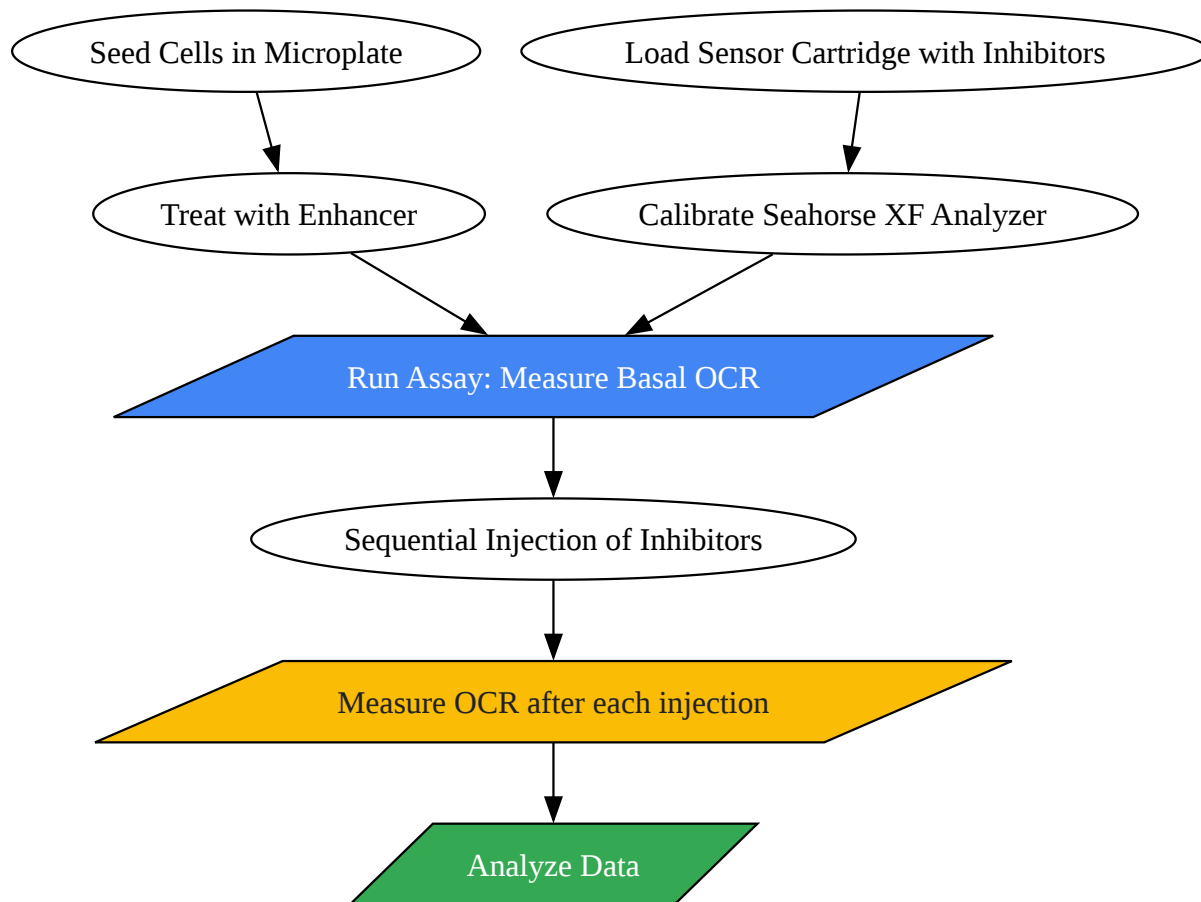 Seed Cells in Microplate
Load Sensor Cartridge with Inhibitors
Treat with Enhancer
Calibrate Seahorse XF Analyzer
Run Assay: Measure Basal OCR
Sequential Injection of Inhibitors
Measure OCR after each injection
Analyze Data